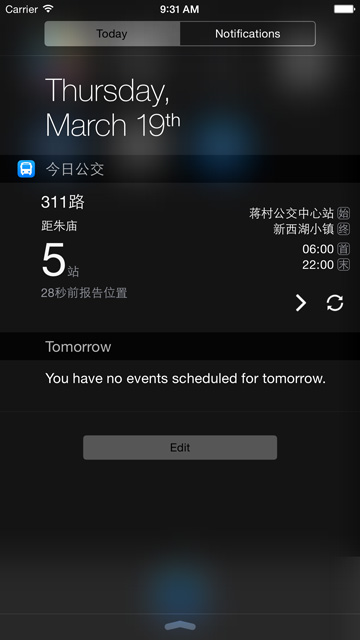 Carrier 9:31 AM
Today Notifications
Thursday,
March 19th
今日公交
311路
距朱庙
5站
28秒前报告位置
蒋村公交中心站 始
新西湖小镇 终
06:00 首
22:00 末
Tomorrow
You have no events scheduled for tomorrow.
Edit